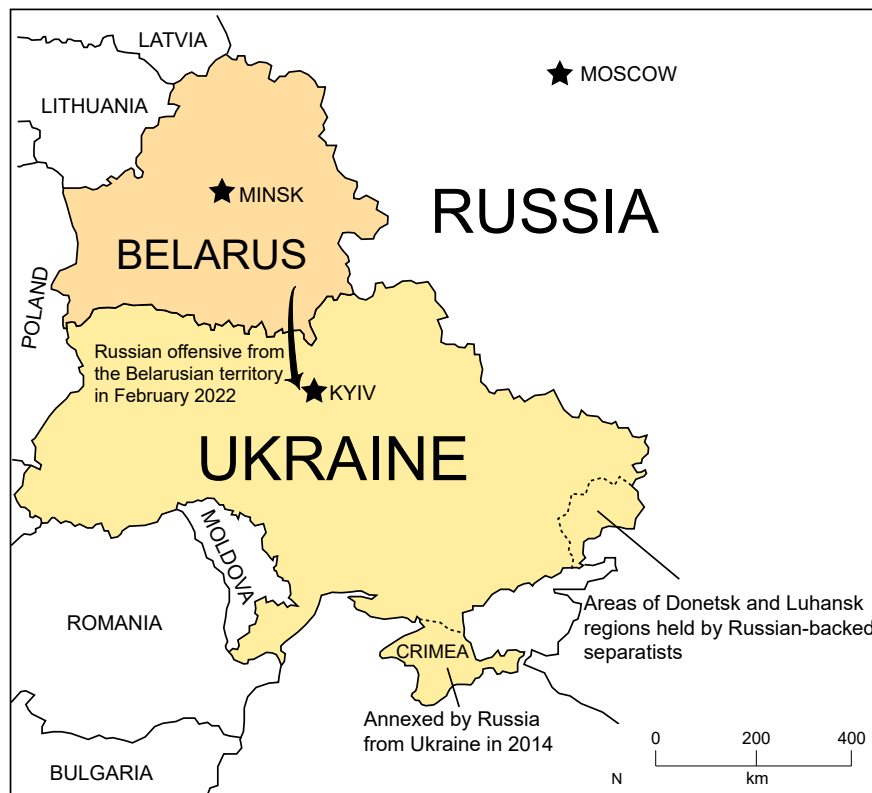 LATVIA
MOSCOW
LITHUANIA
MINSK
RUSSIA
BELARUS
POLAND
Russian offensive from
the Belarusian territory
in February 2022
KYIV
UKRAINE
MOLDOVA
Areas of Donetsk and Luhansk
regions held by Russian-backed
separatists
ROMANIA
CRIMEA
Annexed by Russia
from Ukraine in 2014
0 200 400
km
N
BULGARIA